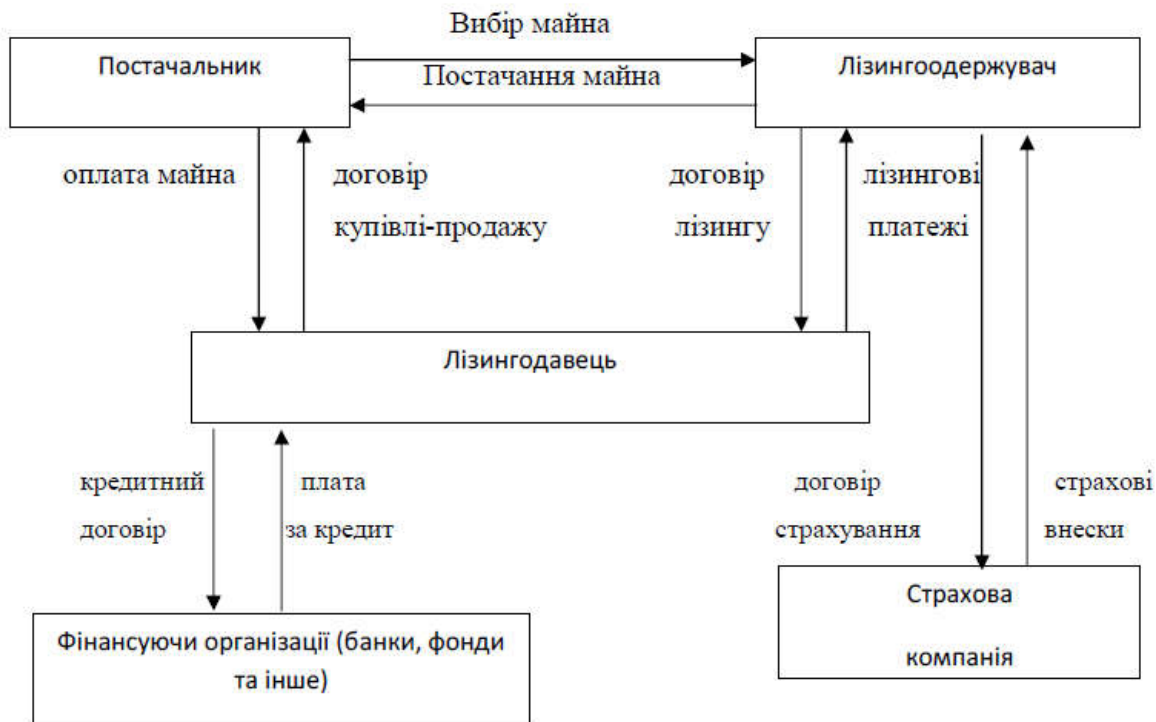 Вибір майна
Постачальник
Лізингоодержувач
Постачання майна
оплата майна
договір
купівлі-продажу
договір
лізингу
лізингові
платежі
Лізингодавець
кредитний
договір
плата
за кредит
договір
страхування
страхові
внески
Страхова
компанія
Фінансуючи організації (банки, фонди
та інше)